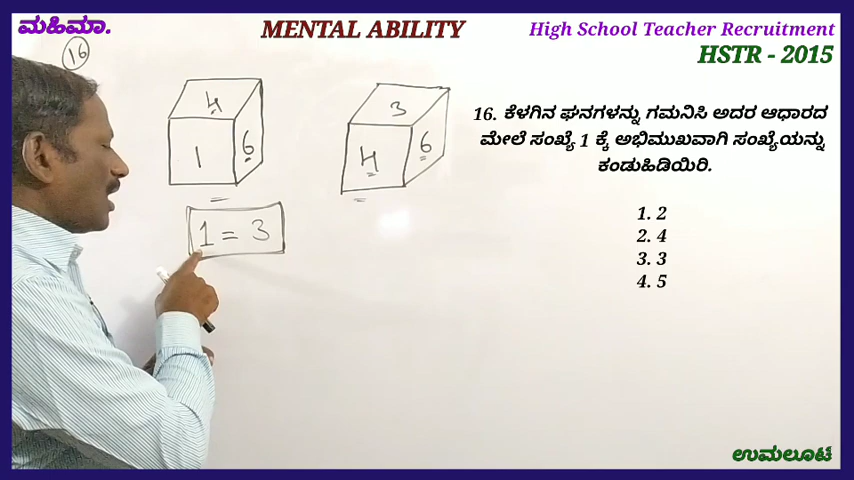 ಮಹಿಮಾ.
MENTAL ABILITY
High School Teacher Recruitment
HSTR - 2015
16
4
1
6
3
4
6
1 = 3
16. ಕೆಳಗಿನ ಘನಗಳನ್ನು ಗಮನಿಸಿ ಅದರ ಆಧಾರದ
ಮೇಲೆ ಸಂಖ್ಯೆ 1 ಕ್ಕೆ ಅಭಿಮುಖವಾಗಿ ಸಂಖ್ಯೆಯನ್ನು
ಕಂಡುಹಿಡಿಯಿರಿ.
1. 2
2. 4
3. 3
4. 5
ಉಮಲೂಟಿ